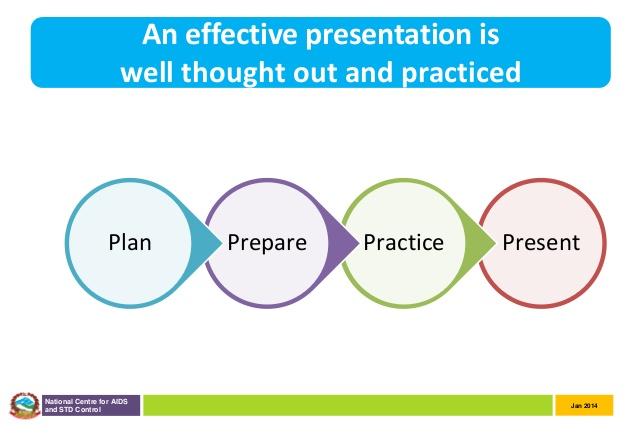 An effective presentation is
well thought out and practiced
Plan
Prepare
Practice
Present
National Centre for AIDS
and STD Control
Jan 2014